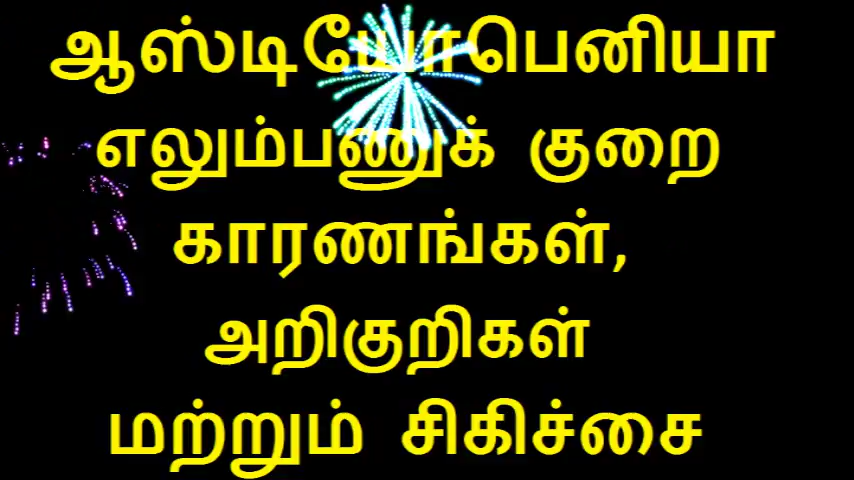 ஆஸ்டியோபெனியா
எலும்பணுக் குறை
காரணங்கள்,
அறிகுறிகள்
மற்றும் சிகிச்சை